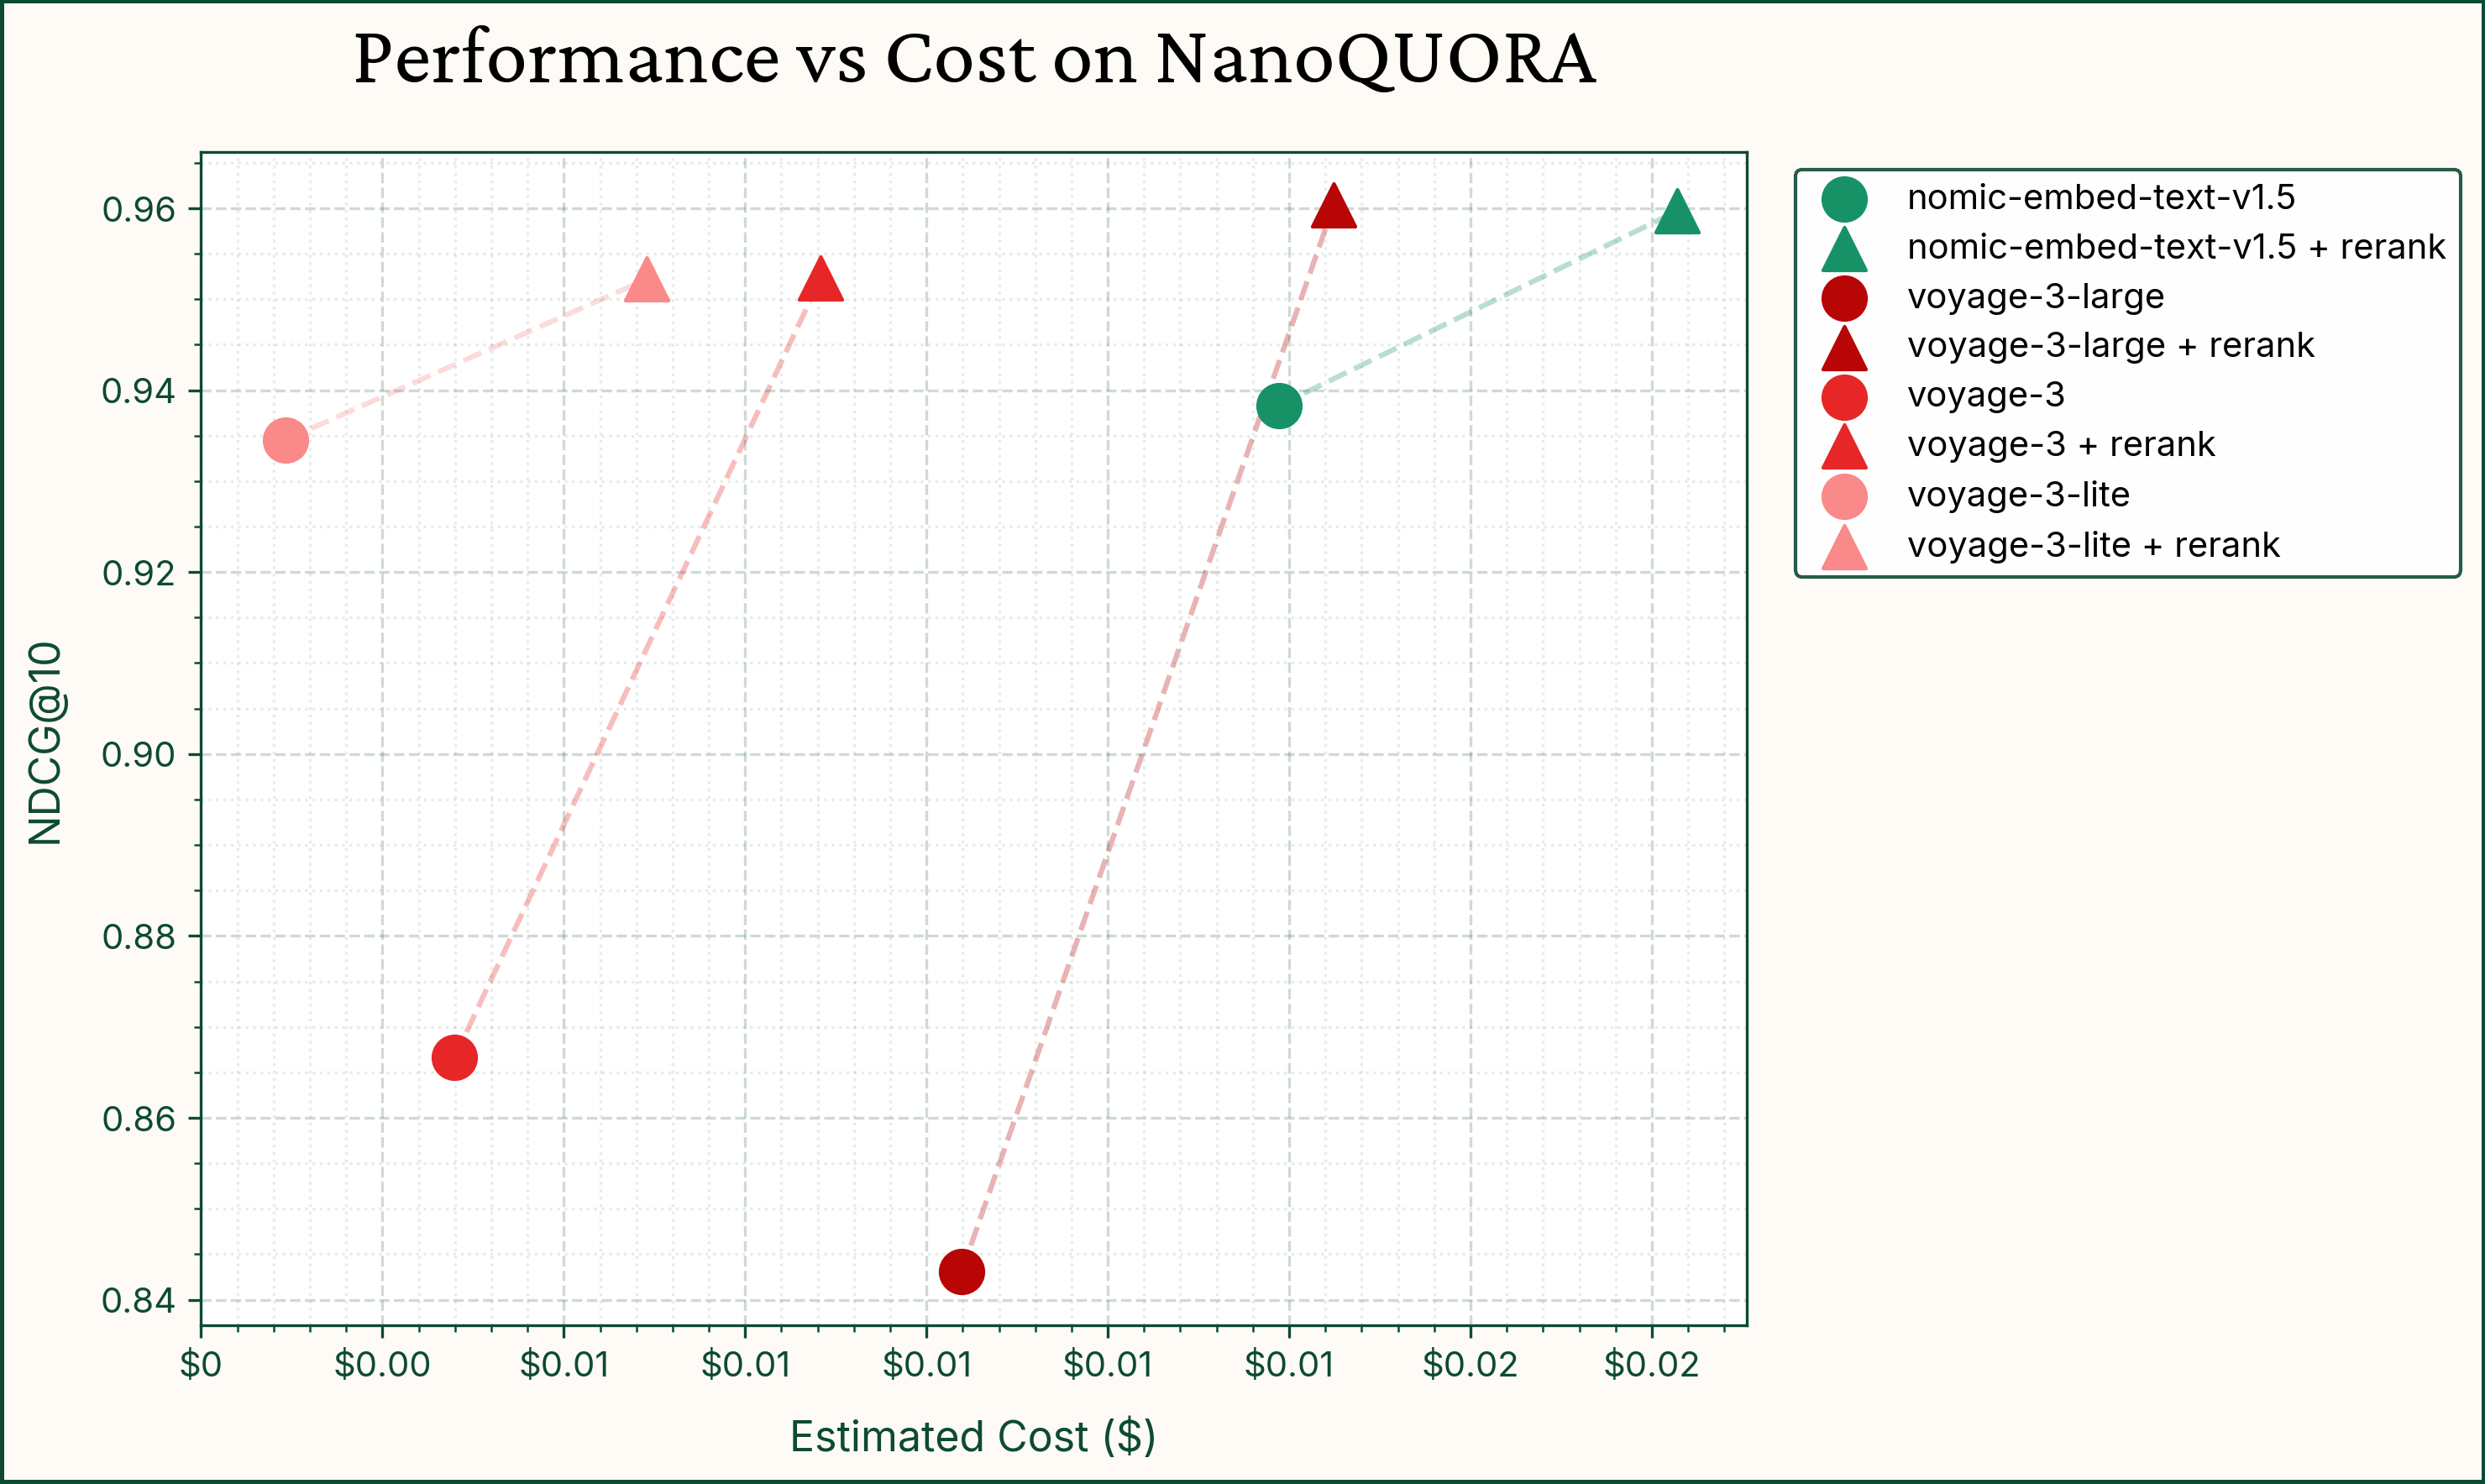 Performance vs Cost on NanoQUORA
0.96
0.94
0.92
0.90
0.88
0.86
0.84
NDCG@10
$0
$0.00
$0.01
$0.01
$0.01
$0.01
$0.01
$0.02
$0.02
Estimated Cost ($)
nomic-embed-text-v1.5
nomic-embed-text-v1.5 + rerank
voyage-3-large
voyage-3-large + rerank
voyage-3
voyage-3 + rerank
voyage-3-lite
voyage-3-lite + rerank